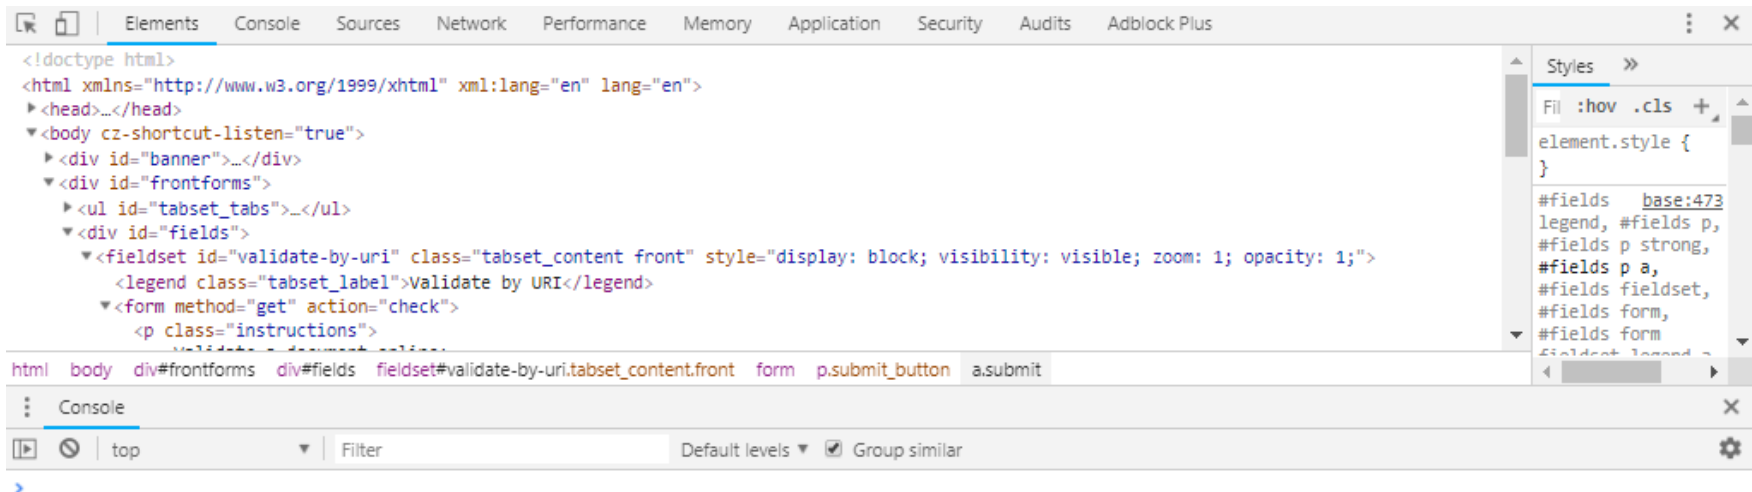 Elements Console Sources Network Performance Memory Application Security Audits Adblock Plus
<!doctype html>
<html xmlns="http://www.w3.org/1999/xhtml" xml:lang="en" lang="en">
<head>…</head>
<body cz-shortcut-listen="true">
<div id="banner">…</div>
<div id="frontforms">
<ul id="tabset_tabs">…</ul>
<div id="fields">
<fieldset id="validate-by-uri" class="tabset_content front" style="display: block; visibility: visible; zoom: 1; opacity: 1;">
<legend class="tabset_label">Validate by URI</legend>
<form method="get" action="check">
<p class="instructions">
Validate a document online:
html body div#frontforms div#fields fieldset#validate-by-uri.tabset_content.front form p.submit_button a.submit
Styles »
Fil :hov .cls +
element.style {
}
#fields base:473
legend, #fields p,
#fields p strong,
#fields p a,
#fields fieldset,
#fields form,
#fields form
fieldset legend a
Console
top Filter Default levels Group similar